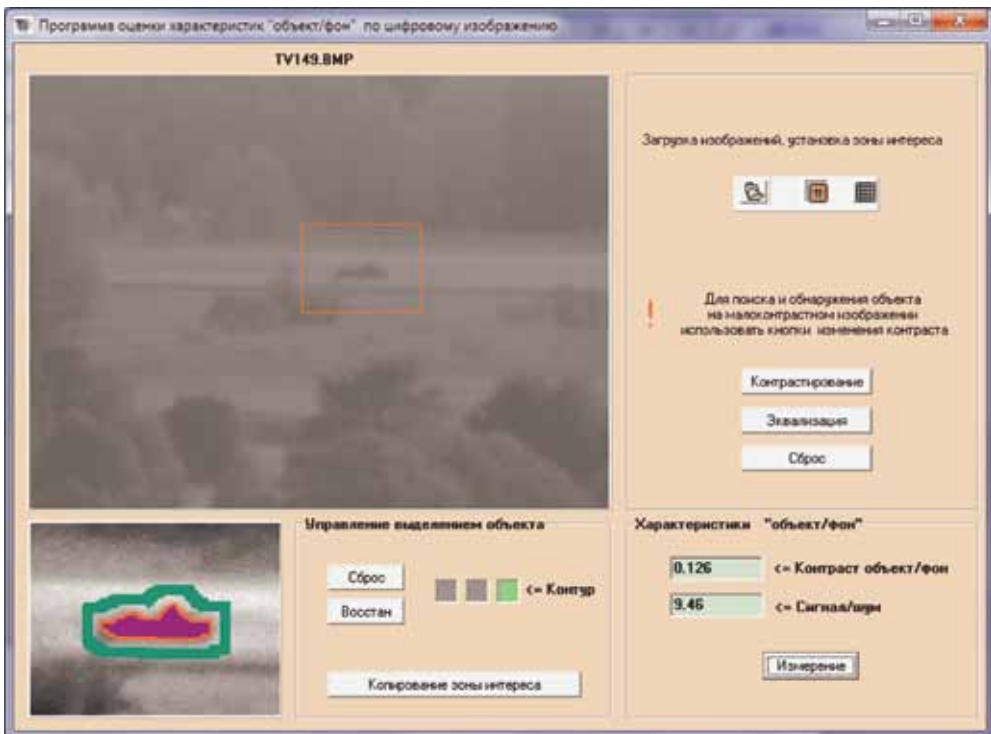 Программа оценки характеристик "объект/фон" по цифровому изображению
TV149.BMP
Загрузка изображений, установка зоны интереса
!
Для поиска и обнаружения объекта
на малоконтрастном изображении
использовать кнопки изменения контраста
Контрастирование
Эквализация
Сброс
Управление выделением объекта
Сброс
<= Контур
Восстан
Копирование зоны интереса
Характеристики "объект/фон"
0.126 <= Контраст объект/фон
9.46 <= Сигнал/шум
Измерение